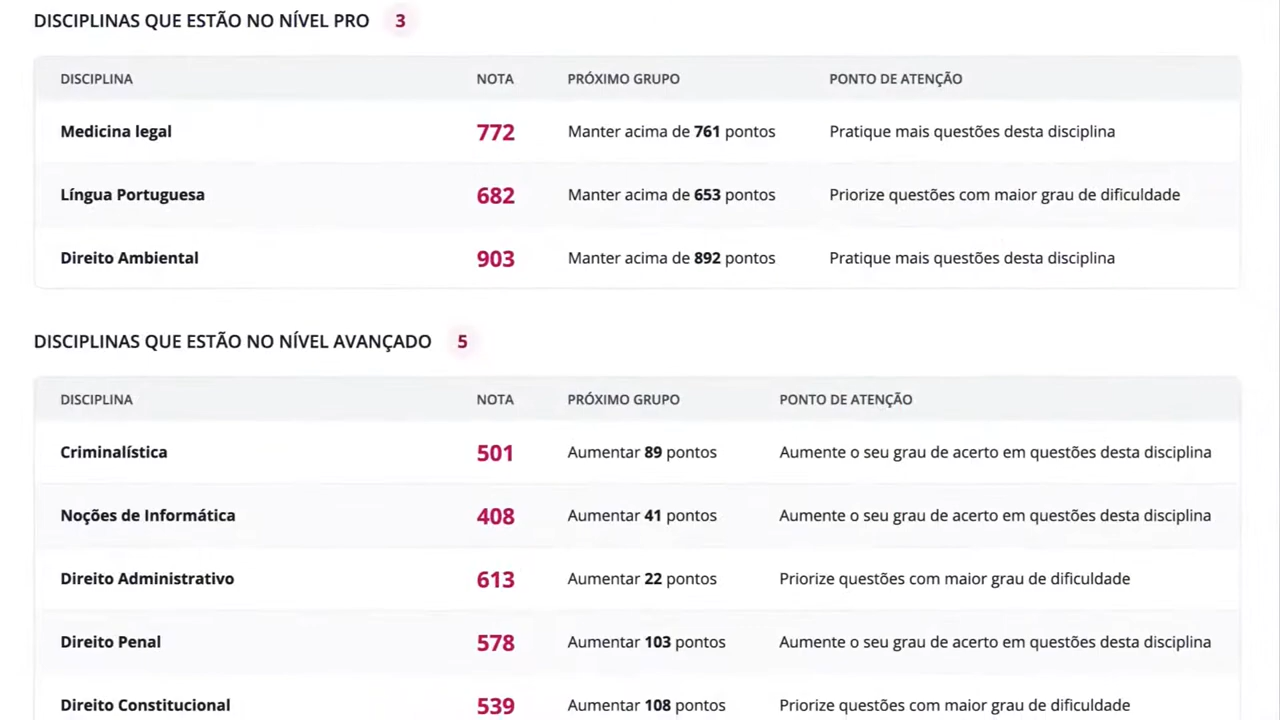 DISCIPLINAS QUE ESTÃO NO NÍVEL PRO 3
DISCIPLINA NOTA PRÓXIMO GRUPO PONTO DE ATENÇÃO
Medicina legal 772 Manter acima de 761 pontos Pratique mais questões desta disciplina
Língua Portuguesa 682 Manter acima de 653 pontos Priorize questões com maior grau de dificuldade
Direito Ambiental 903 Manter acima de 892 pontos Pratique mais questões desta disciplina
DISCIPLINAS QUE ESTÃO NO NÍVEL AVANÇADO 5
DISCIPLINA NOTA PRÓXIMO GRUPO PONTO DE ATENÇÃO
Criminalística 501 Aumentar 89 pontos Aumente o seu grau de acerto em questões desta disciplina
Noções de Informática 408 Aumentar 41 pontos Aumente o seu grau de acerto em questões desta disciplina
Direito Administrativo 613 Aumentar 22 pontos Priorize questões com maior grau de dificuldade
Direito Penal 578 Aumentar 103 pontos Aumente o seu grau de acerto em questões desta disciplina
Direito Constitucional 539 Aumentar 108 pontos Priorize questões com maior grau de dificuldade